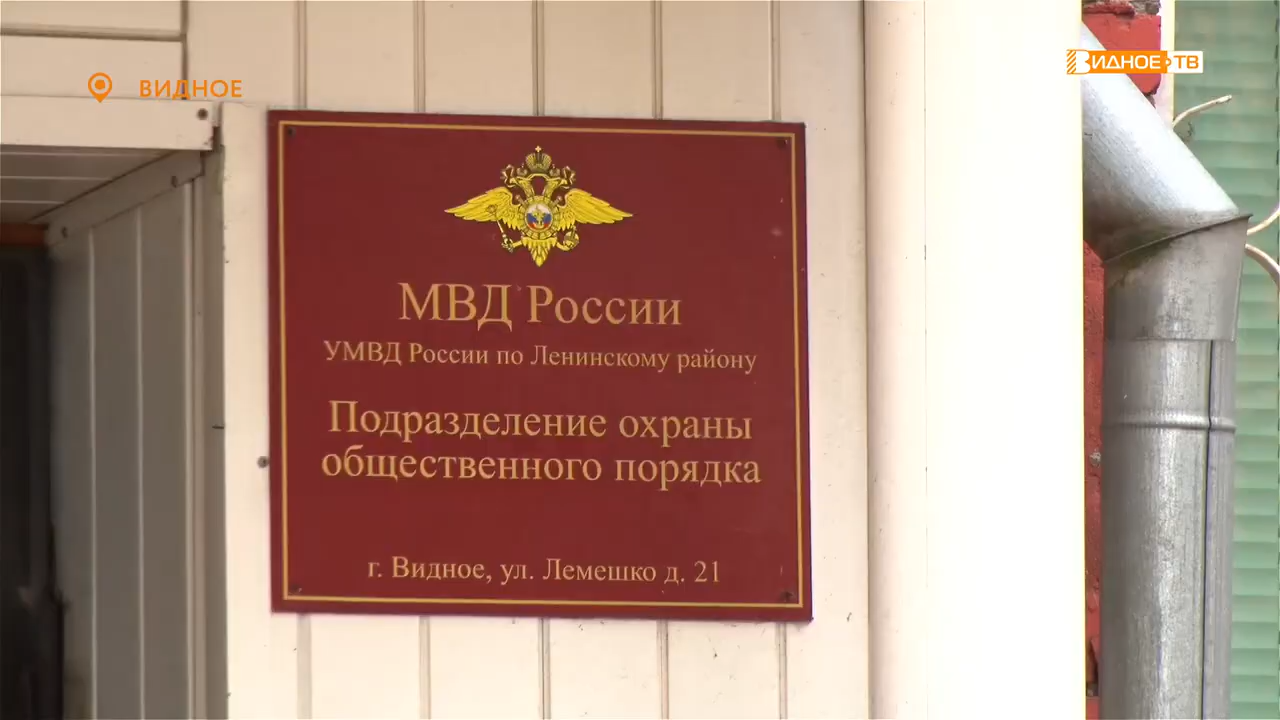 ВИДНОЕ
ВИДНОЕ ТВ
МВД России
УМВД России по Ленинскому району
Подразделение охраны
общественного порядка
г. Видное, ул. Лемешко д. 21